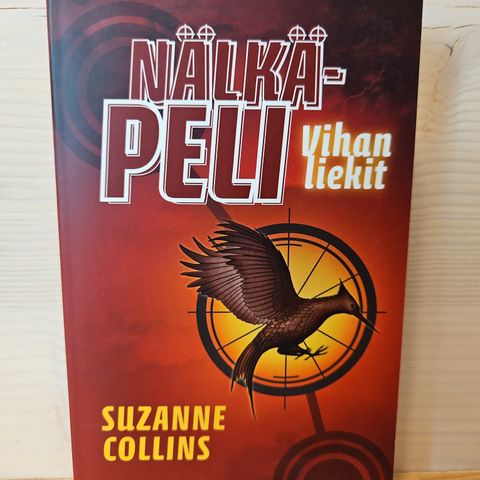 NÄLKÄ-
PELI
Vihan
liekit
SUZANNE
COLLINS